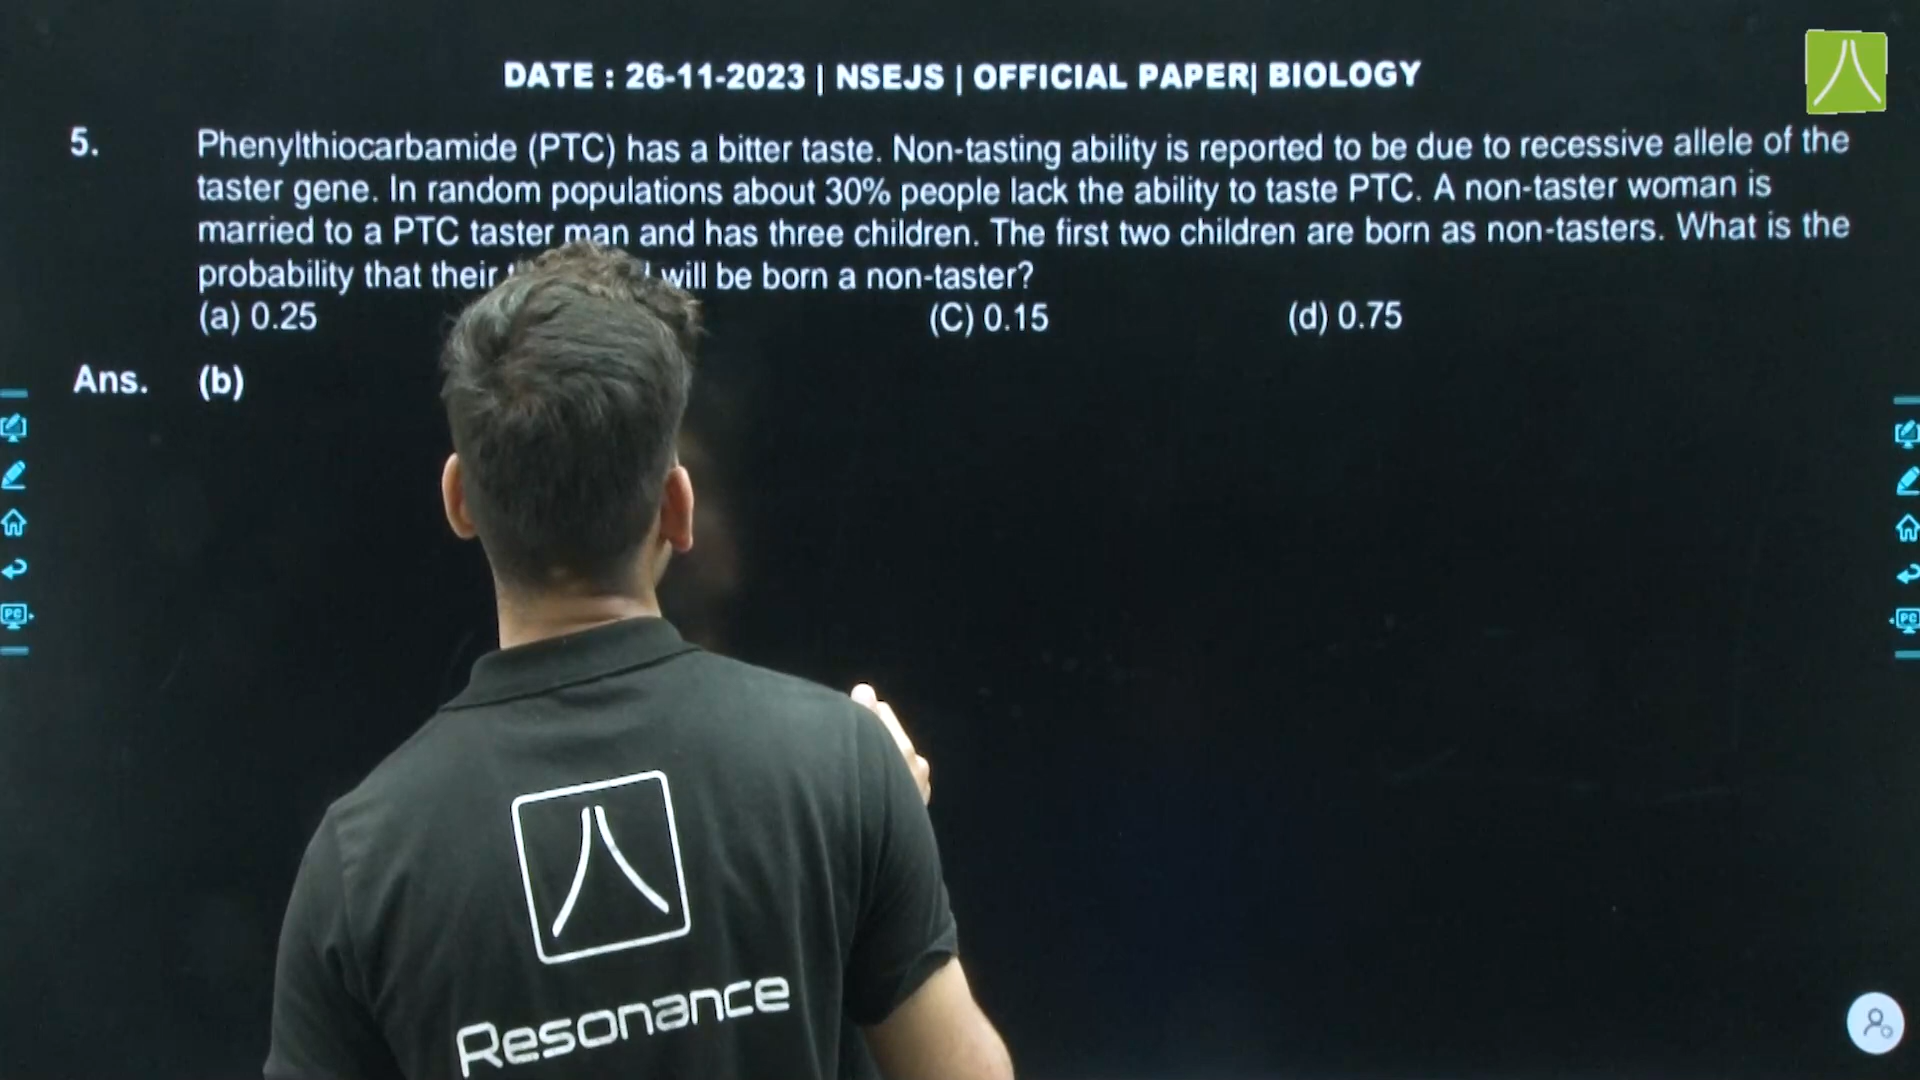 DATE : 26-11-2023 | NSEJS | OFFICIAL PAPER| BIOLOGY
5. Phenylthiocarbamide (PTC) has a bitter taste. Non-tasting ability is reported to be due to recessive allele of the
taster gene. In random populations about 30% people lack the ability to taste PTC. A non-taster woman is
married to a PTC taster man and has three children. The first two children are born as non-tasters. What is the
probability that their will be born a non-taster?
(a) 0.25 (C) 0.15 (d) 0.75
Ans. (b)
PC PC
Resonance